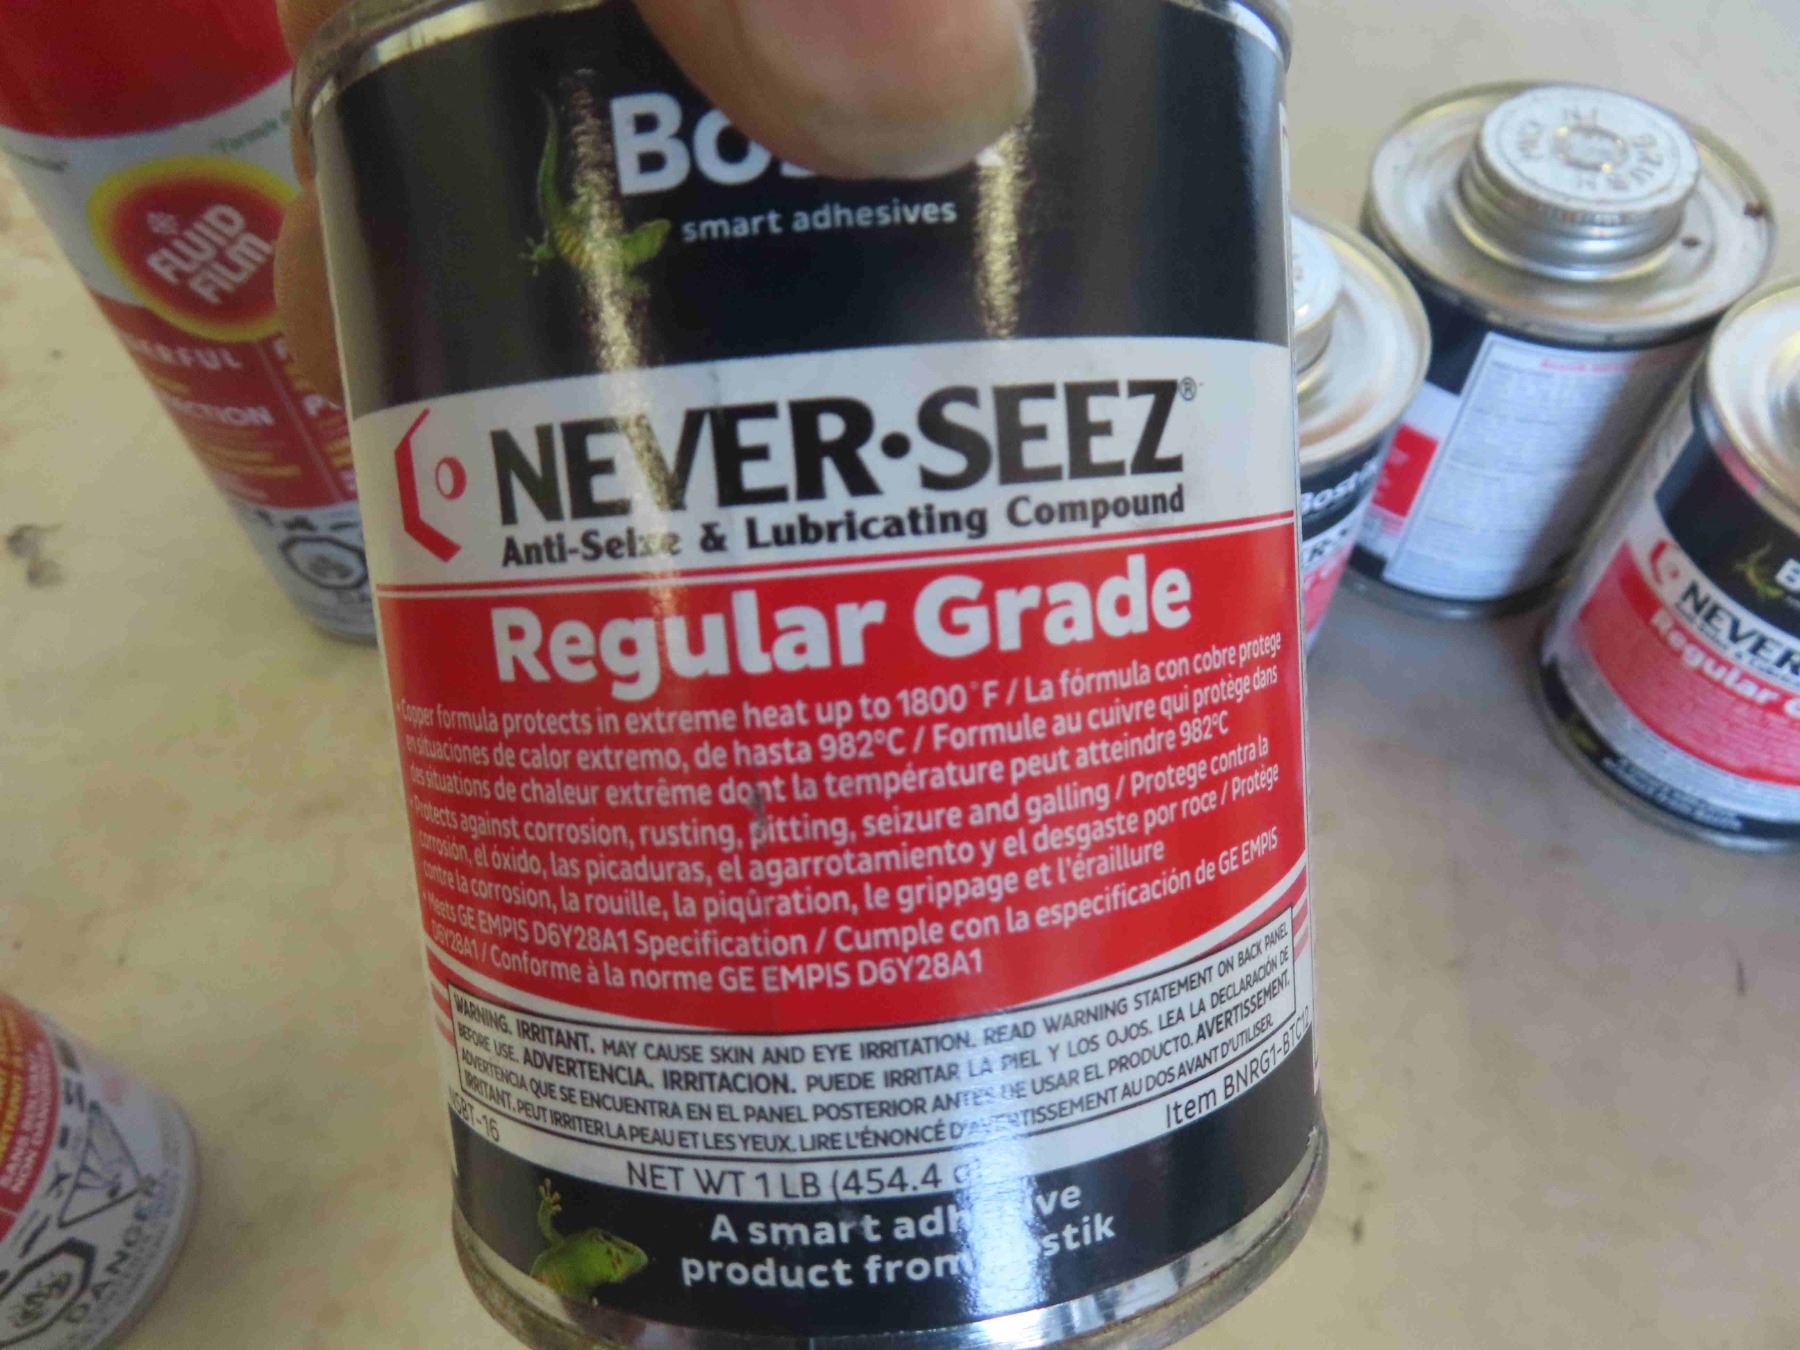 smart adhesives
NEVER•SEEZ®
Anti-Seize & Lubricating Compound
Regular Grade
• Copper formula protects in extreme heat up to 1800°F / La fórmula con cobre protege
en situaciones de calor extremo, de hasta 982°C / Formule au cuivre qui protège dans
des situations de chaleur extrême dont la température peut atteindre 982°C
• Protects against corrosion, rusting, pitting, seizure and galling / Protege contra la
corrosión, el óxido, las picaduras, el agarrotamiento y el desgaste por roce / Protège
contre la corrosion, la rouille, la piqûration, le grippage et l'éraillure
• Meets GE EMPIS D6Y28A1 Specification / Cumple con la especificación de GE EMPIS
D6Y28A1 / Conforme à la norme GE EMPIS D6Y28A1
WARNING. IRRITANT. MAY CAUSE SKIN AND EYE IRRITATION. READ WARNING STATEMENT ON BACK PANEL
BEFORE USE. ADVERTENCIA. IRRITACION. PUEDE IRRITAR LA PIEL Y LOS OJOS. LEA LA DECLARACIÓN DE
ADVERTENCIA QUE SE ENCUENTRA EN EL PANEL POSTERIOR ANTES DE USAR EL PRODUCTO. AVERTISSEMENT.
IRRITANT. PEUT IRRITER LA PEAU ET LES YEUX. LIRE L'ÉNONCÉ D'AVERTISSEMENT AU DOS AVANT D'UTILISER.
NSBT-16
Item BNRG1-BTC12
NET WT 1 LB (454.4
A smart adhesive
product from
FLUID
FILM
NEVER
Regular
DANGER